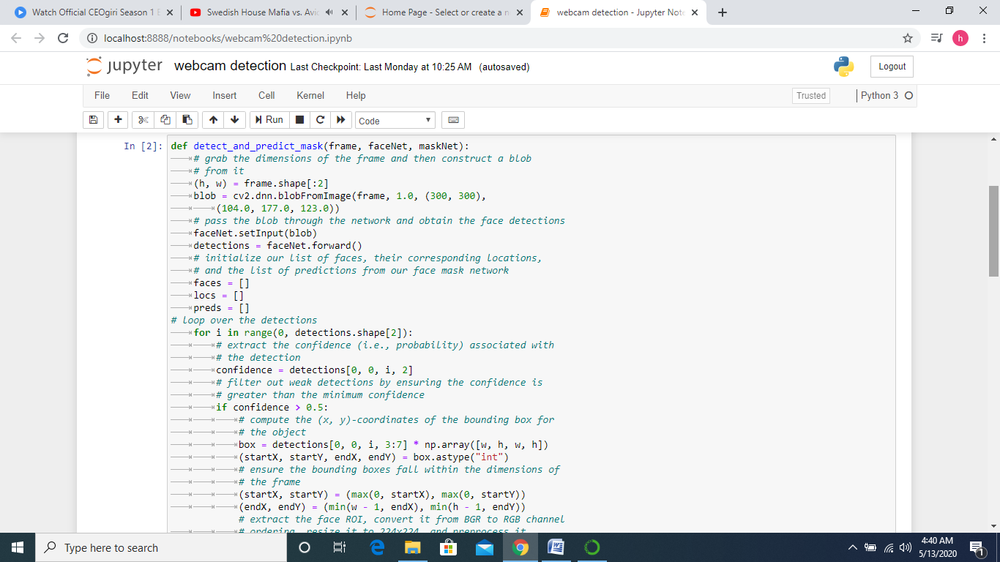 Watch Official CEOgiri Season 1 E
Swedish House Mafia vs. Avic
Home Page - Select or create a n
webcam detection - Jupyter Note
localhost:8888/notebooks/webcam%20detection.ipynb
h
jupyter webcam detection Last Checkpoint: Last Monday at 10:25 AM (autosaved)
Logout
File Edit View Insert Cell Kernel Help
Trusted
Python 3
Run
Code
In [2]: def detect_and_predict_mask(frame, faceNet, maskNet):
# grab the dimensions of the frame and then construct a blob
# from it
(h, w) = frame.shape[:2]
blob = cv2.dnn.blobFromImage(frame, 1.0, (300, 300),
(104.0, 177.0, 123.0))
# pass the blob through the network and obtain the face detections
faceNet.setInput(blob)
detections = faceNet.forward()
# initialize our list of faces, their corresponding locations,
# and the list of predictions from our face mask network
faces = []
locs = []
preds = []
# loop over the detections
for i in range(0, detections.shape[2]):
# extract the confidence (i.e., probability) associated with
# the detection
confidence = detections[0, 0, i, 2]
# filter out weak detections by ensuring the confidence is
# greater than the minimum confidence
if confidence > 0.5:
# compute the (x, y)-coordinates of the bounding box for
# the object
box = detections[0, 0, i, 3:7] * np.array([w, h, w, h])
(startX, startY, endX, endY) = box.astype("int")
# ensure the bounding boxes fall within the dimensions of
# the frame
(startX, startY) = (max(0, startX), max(0, startY))
(endX, endY) = (min(w - 1, endX), min(h - 1, endY))
# extract the face ROI, convert it from BGR to RGB channel
# ordering, resize it to 224x224, and preprocess it
Type here to search
4:40 AM
5/13/2020
1